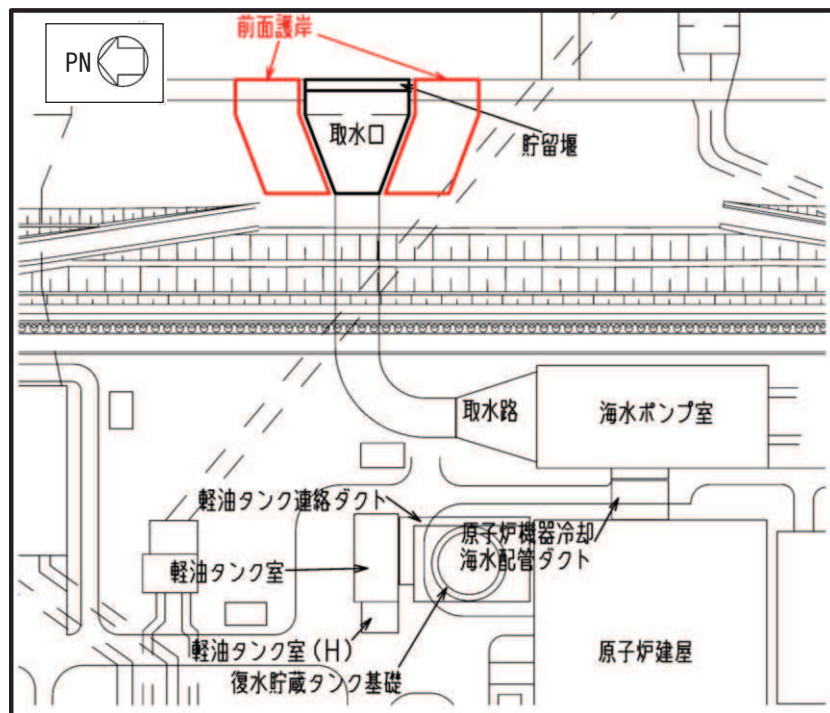 前面護岸
PN
取水口
貯留堰
取水路
海水ポンプ室
軽油タンク連絡ダクト
原子炉機器冷却
海水配管ダクト
軽油タンク室
軽油タンク室(H)
原子炉建屋
復水貯蔵タンク基礎